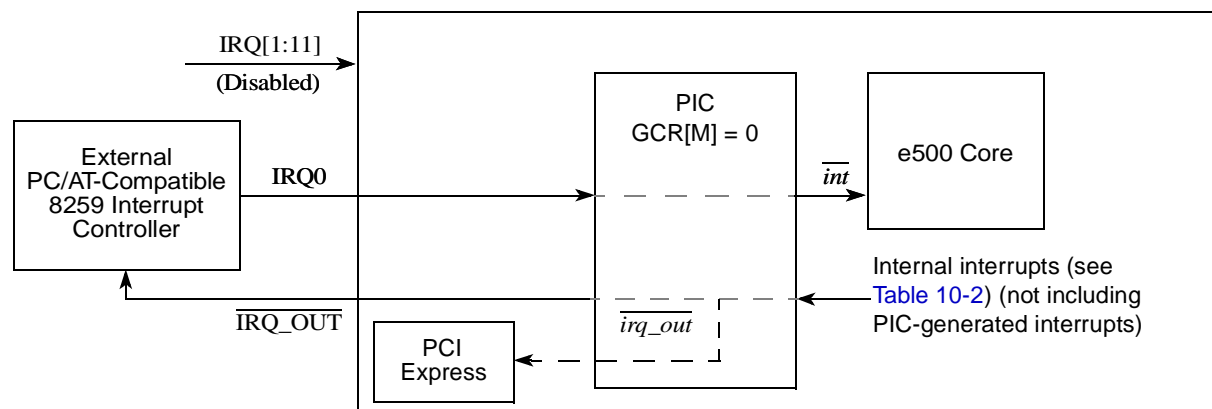 IRQ[1:11]
(Disabled)
External
PC/AT-Compatible
8259 Interrupt
Controller
IRQ0
PIC
GCR[M] = 0
int
e500 Core
IRQ_OUT
irq_out
Internal interrupts (see
Table 10-2) (not including
PIC-generated interrupts)
PCI
Express